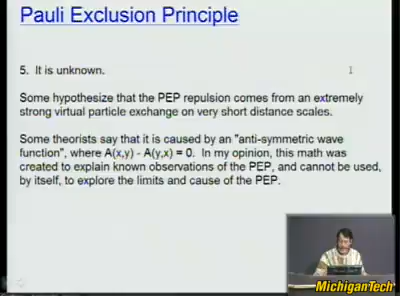 Pauli Exclusion Principle
5. It is unknown.
Some hypothesize that the PEP repulsion comes from an extremely
strong virtual particle exchange on very short distance scales.
Some theorists say that it is caused by an "anti-symmetric wave
function", where A(x,y) - A(y,x) = 0. In my opinion, this math was
created to explain known observations of the PEP, and cannot be used,
by itself, to explore the limits and cause of the PEP.
MichiganTech